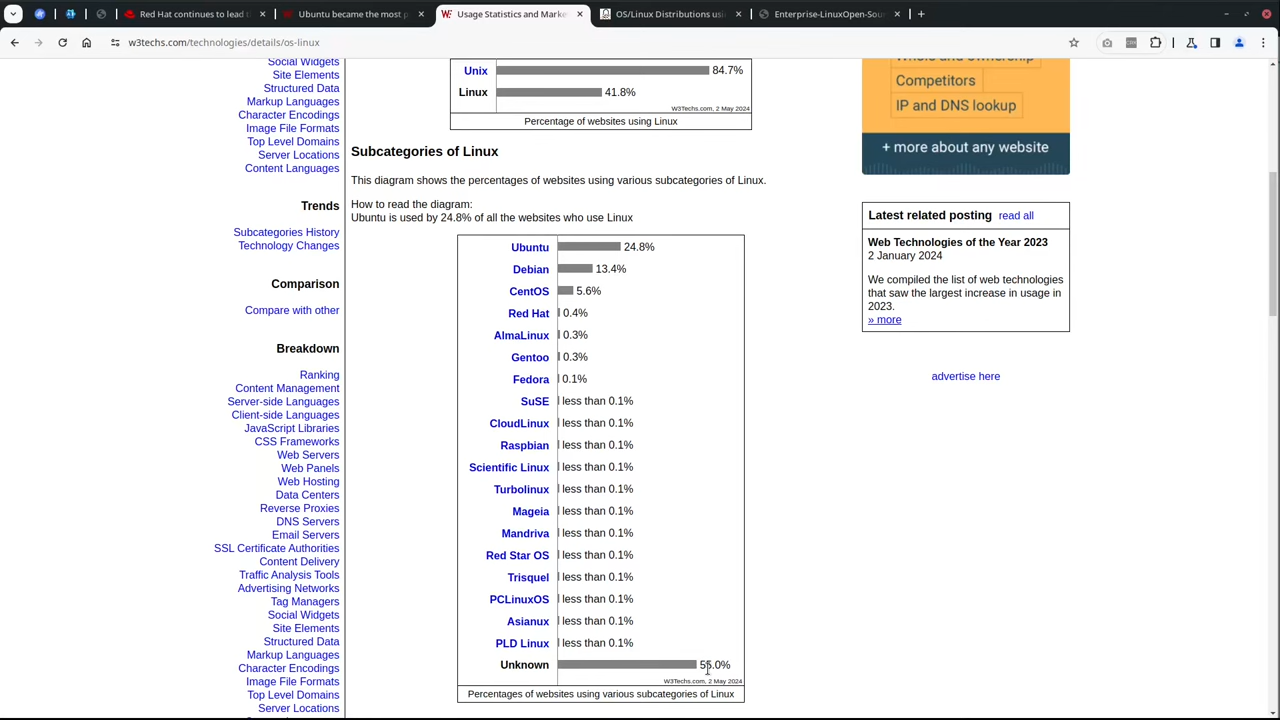 Red Hat continues to lead t
Ubuntu became the most p
Usage Statistics and Marke
OS/Linux Distributions usi
Enterprise-LinuxOpen-Sou
w3techs.com/technologies/details/os-linux
Social Widgets
Site Elements
Structured Data
Markup Languages
Character Encodings
Image File Formats
Top Level Domains
Server Locations
Content Languages
Trends
Subcategories History
Technology Changes
Comparison
Compare with other
Breakdown
Ranking
Content Management
Server-side Languages
Client-side Languages
JavaScript Libraries
CSS Frameworks
Web Servers
Web Panels
Web Hosting
Data Centers
Reverse Proxies
DNS Servers
Email Servers
SSL Certificate Authorities
Content Delivery
Traffic Analysis Tools
Advertising Networks
Tag Managers
Social Widgets
Site Elements
Structured Data
Markup Languages
Character Encodings
Image File Formats
Top Level Domains
Server Locations
Unix 84.7%
Linux 41.8%
W3Techs.com, 2 May 2024
Percentage of websites using Linux
Subcategories of Linux
This diagram shows the percentages of websites using various subcategories of Linux.
How to read the diagram:
Ubuntu is used by 24.8% of all the websites who use Linux
Ubuntu 24.8%
Debian 13.4%
CentOS 5.6%
Red Hat 0.4%
AlmaLinux 0.3%
Gentoo 0.3%
Fedora 0.1%
SuSE less than 0.1%
CloudLinux less than 0.1%
Raspbian less than 0.1%
Scientific Linux less than 0.1%
Turbolinux less than 0.1%
Mageia less than 0.1%
Mandriva less than 0.1%
Red Star OS less than 0.1%
Trisquel less than 0.1%
PCLinuxOS less than 0.1%
Asianux less than 0.1%
PLD Linux less than 0.1%
Unknown 55.0%
W3Techs.com, 2 May 2024
Percentages of websites using various subcategories of Linux
Competitors
IP and DNS lookup
+ more about any website
Latest related posting read all
Web Technologies of the Year 2023
2 January 2024
We compiled the list of web technologies
that saw the largest increase in usage in
2023.
» more
advertise here